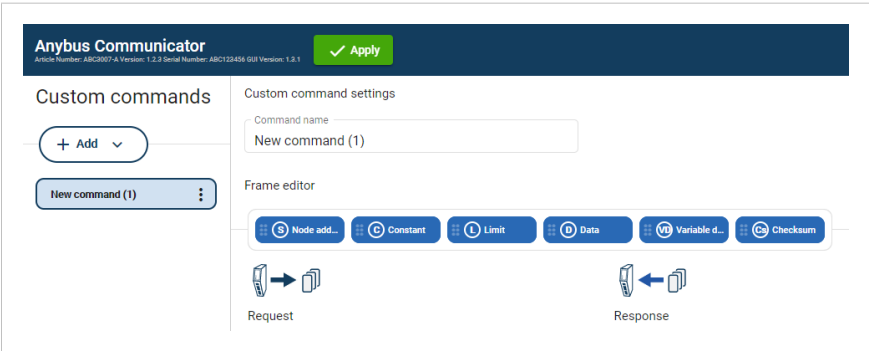 Anybus Communicator
Article Number: ABC3007-A Version: 1.2.3 Serial Number: ABC123456 GUI Version: 1.3.1
Apply
Custom commands
Custom command settings
Command name
New command (1)
+ Add
New command (1)
Frame editor
S Node add...
C Constant
L Limit
D Data
VD Variable d...
Cs Checksum
Request
Response